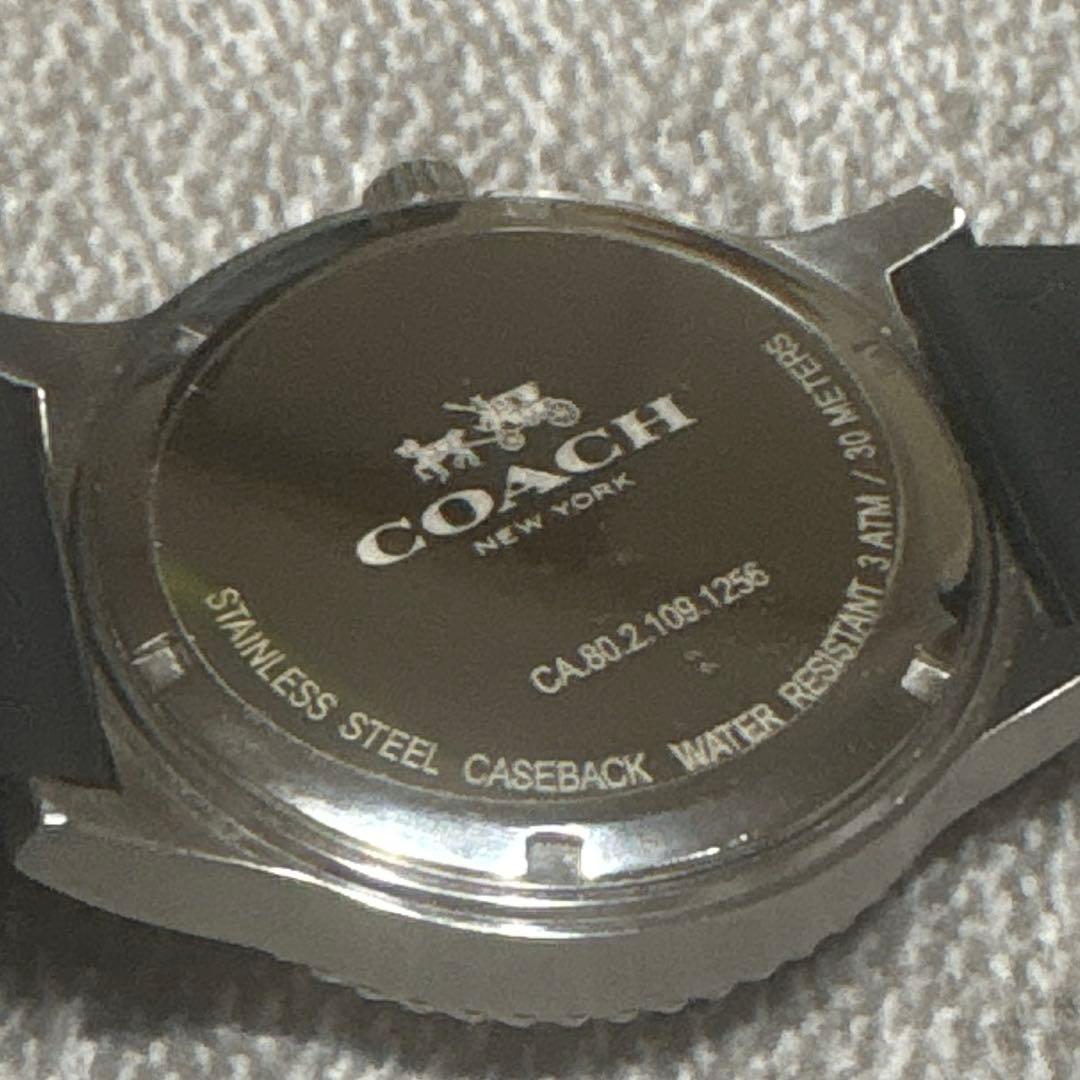 COACH
NEW YORK
CA.80.2.109.1256
STAINLESS STEEL CASEBACK WATER RESISTANT 3 ATM / 30 METERS